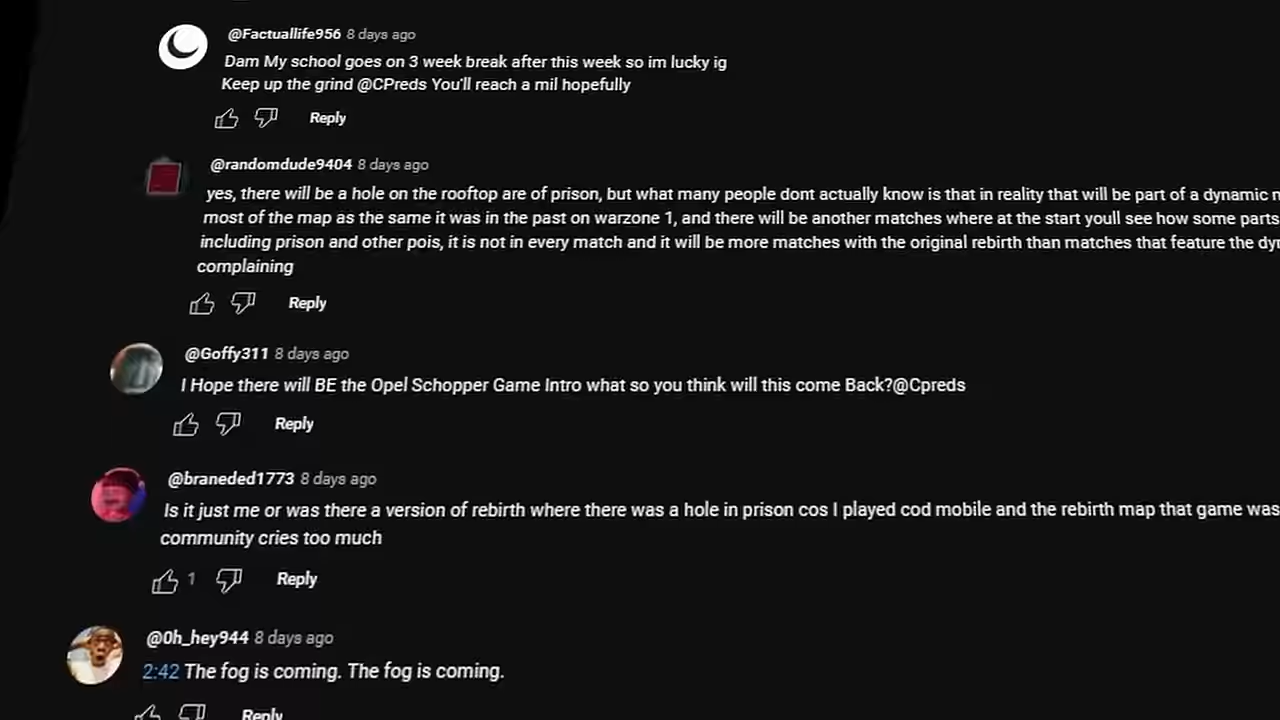 @Factuallife956 8 days ago
Dam My school goes on 3 week break after this week so im lucky ig
Keep up the grind @CPreds You'll reach a mil hopefully
Reply
@randomdude9404 8 days ago
yes, there will be a hole on the rooftop are of prison, but what many people dont actually know is that in reality that will be part of a dynamic
most of the map as the same it was in the past on warzone 1, and there will be another matches where at the start youll see how some parts
including prison and other pois, it is not in every match and it will be more matches with the original rebirth than matches that feature the
complaining
Reply
@Goffy311 8 days ago
I Hope there will BE the Opel Schopper Game Intro what so you think will this come Back?@Cpreds
Reply
@braneded1773 8 days ago
Is it just me or was there a version of rebirth where there was a hole in prison cos I played cod mobile and the rebirth map that game was
community cries too much
1 Reply
@0h_hey944 8 days ago
2:42 The fog is coming. The fog is coming.
Reply